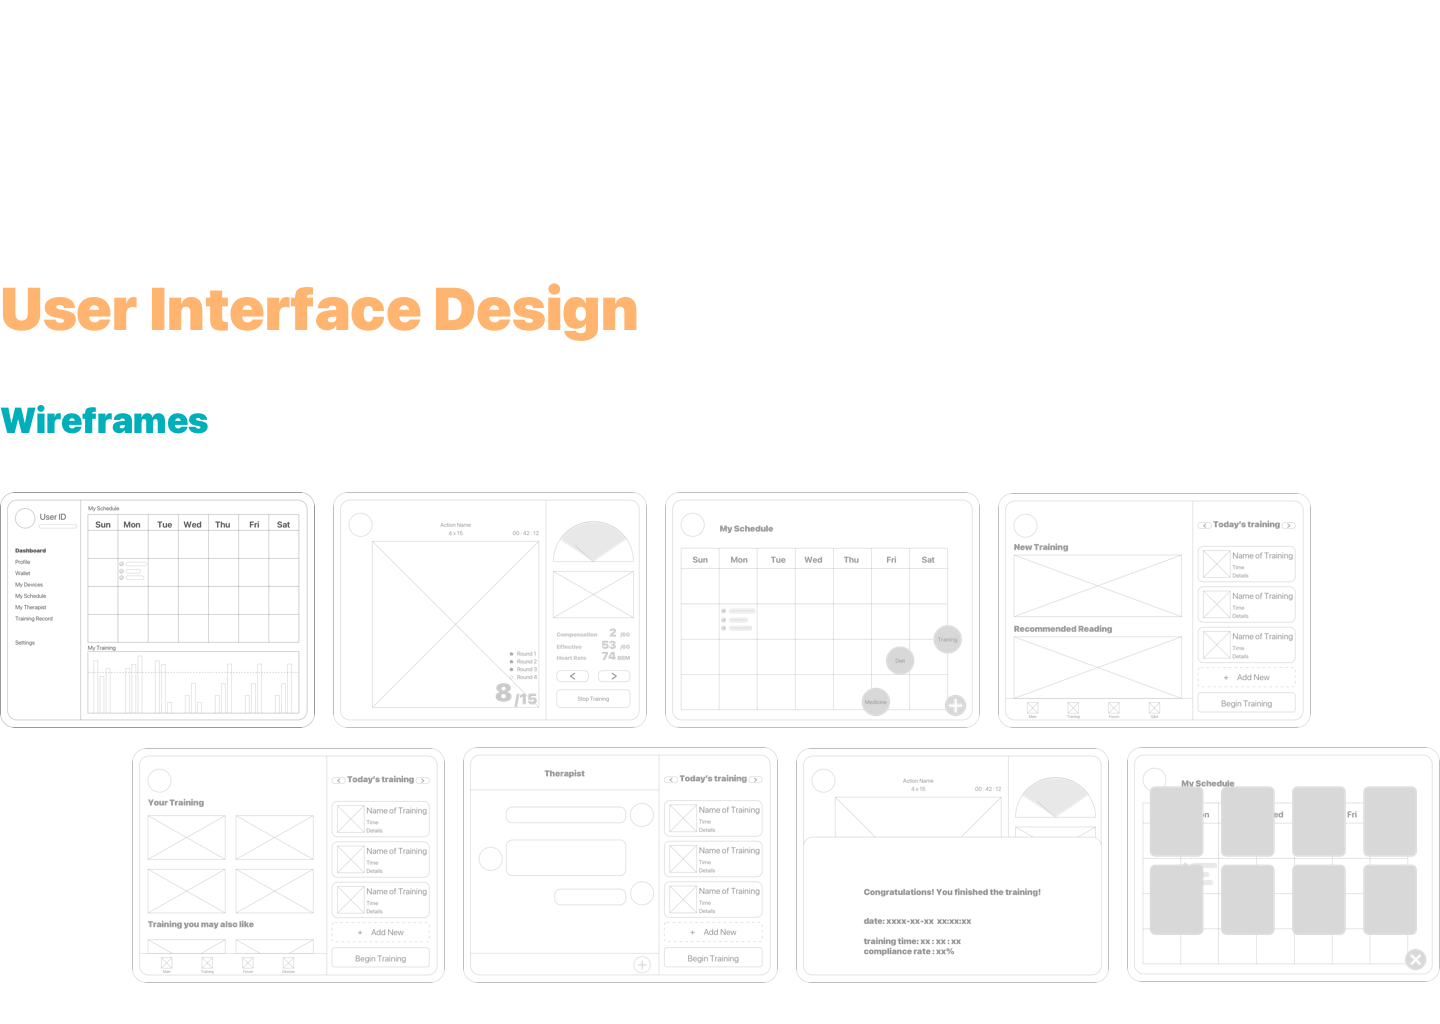 User Interface Design
Wireframes
User ID
Dashboard
Profile
Wallet
My Devices
My Schedule
My Therapist
Training Record
Settings
My Schedule
Sun Mon Tue Wed Thu Fri Sat
My Training
Action Name
4 x 15 00 : 42 : 12
Round 1
Round 2
Round 3
Round 4
8 /15
Compensation 2 /60
Effective 53 /60
Heart Rate 74 BBM
< >
Stop Training
My Schedule
Sun Mon Tue Wed Thu Fri Sat
Training
Diet
Medicine
New Training
Recommended Reading
Main Training Forum Q&A
< Today's training >
Name of Training
Time
Details
Name of Training
Time
Details
Name of Training
Time
Details
+ Add New
Begin Training
Your Training
Training you may also like
Main Training Forum Devices
< Today's training >
Name of Training
Time
Details
Name of Training
Time
Details
Name of Training
Time
Details
+ Add New
Begin Training
Therapist
< Today's training >
Name of Training
Time
Details
Name of Training
Time
Details
Name of Training
Time
Details
+ Add New
Begin Training
Action Name
4 x 15 00 : 42 : 12
Congratulations! You finished the training!
date: xxxx-xx-xx xx:xx:xx
training time: xx : xx : xx
compliance rate : xx%
My Schedule
on ed Fri